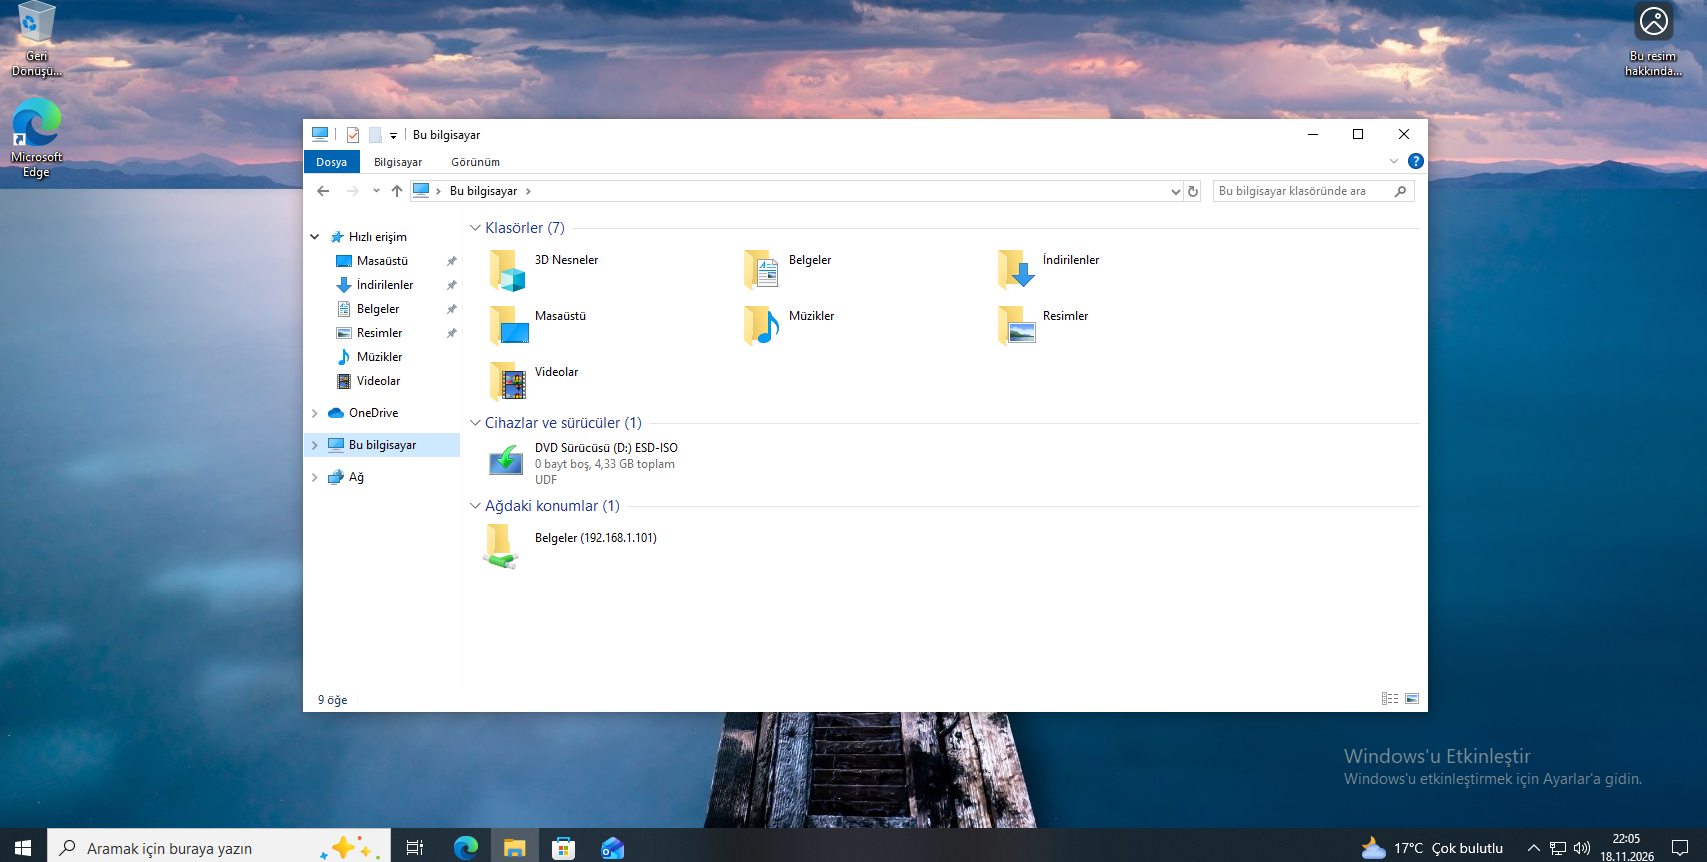 Geri
Dönüşü...
Microsoft
Edge
Bu resim
hakkında...
Bu bilgisayar
Dosya
Bilgisayar
Görünüm
Bu bilgisayar
Bu bilgisayar klasöründe ara
Hızlı erişim
Masaüstü
İndirilenler
Belgeler
Resimler
Müzikler
Videolar
OneDrive
Bu bilgisayar
Ağ
Klasörler (7)
3D Nesneler
Belgeler
İndirilenler
Masaüstü
Müzikler
Resimler
Videolar
Cihazlar ve sürücüler (1)
DVD Sürücüsü (D:) ESD-ISO
0 bayt boş, 4,33 GB toplam
UDF
Ağdaki konumlar (1)
Belgeler (192.168.1.101)
9 öğe
Windows'u Etkinleştir
Windows'u etkinleştirmek için Ayarlar'a gidin.
Aramak için buraya yazın
17°C Çok bulutlu
22:05
18.11.2026